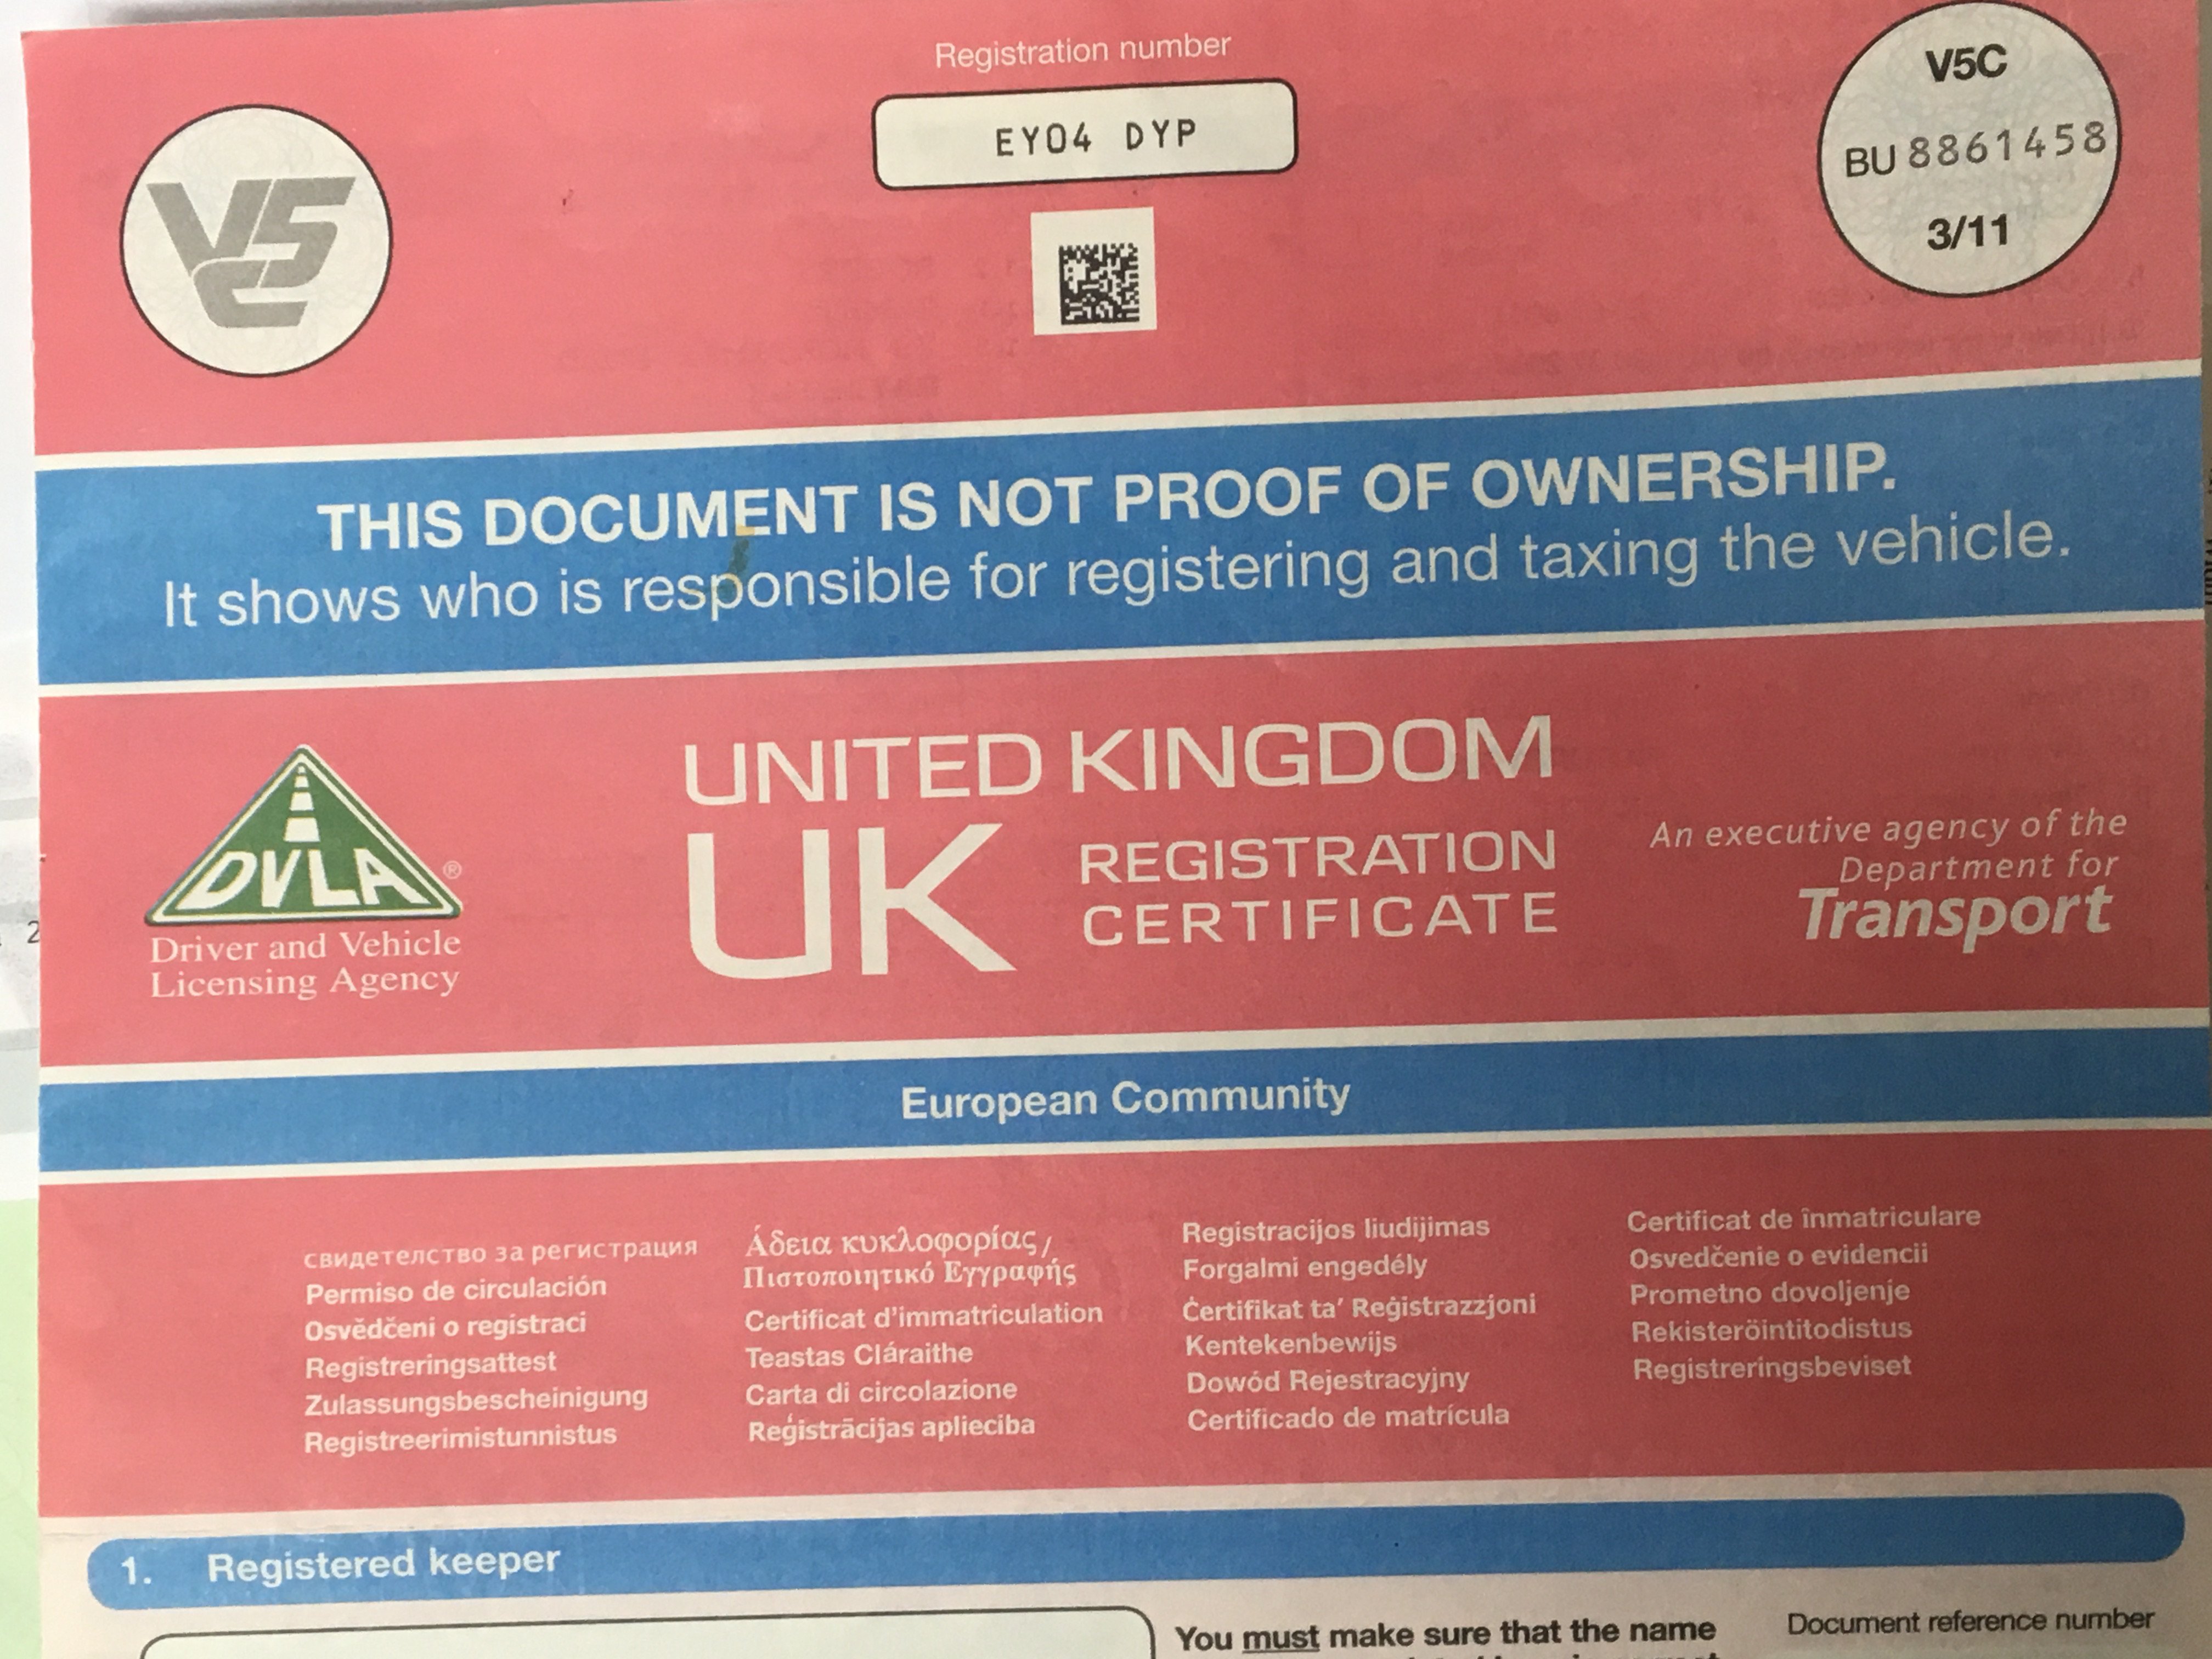 Registration number
EY04 DYP
V5C
BU 8861458
3/11
V5C
THIS DOCUMENT IS NOT PROOF OF OWNERSHIP.
It shows who is responsible for registering and taxing the vehicle.
DVLA®
Driver and Vehicle
Licensing Agency
UNITED KINGDOM
UK
REGISTRATION
CERTIFICATE
An executive agency of the
Department for
Transport
European Community
свидетелство за регистрация
Permiso de circulación
Osvědčeni o registraci
Registreringsattest
Zulassungsbescheinigung
Registreerimistunnistus
Άδεια κυκλοφορίας /
Πιστοποιητικό Εγγραφής
Certificat d'immatriculation
Teastas Cláraithe
Carta di circolazione
Reģistrācijas apliecība
Registracijos liudijimas
Forgalmi engedély
Ċertifikat ta' Reġistrazzjoni
Kentekenbewijs
Dowód Rejestracyjny
Certificado de matrícula
Certificat de înmatriculare
Osvedčenie o evidencii
Prometno dovoljenje
Rekisteröintitodistus
Registreringsbeviset
1. Registered keeper
You must make sure that the name
Document reference number
2